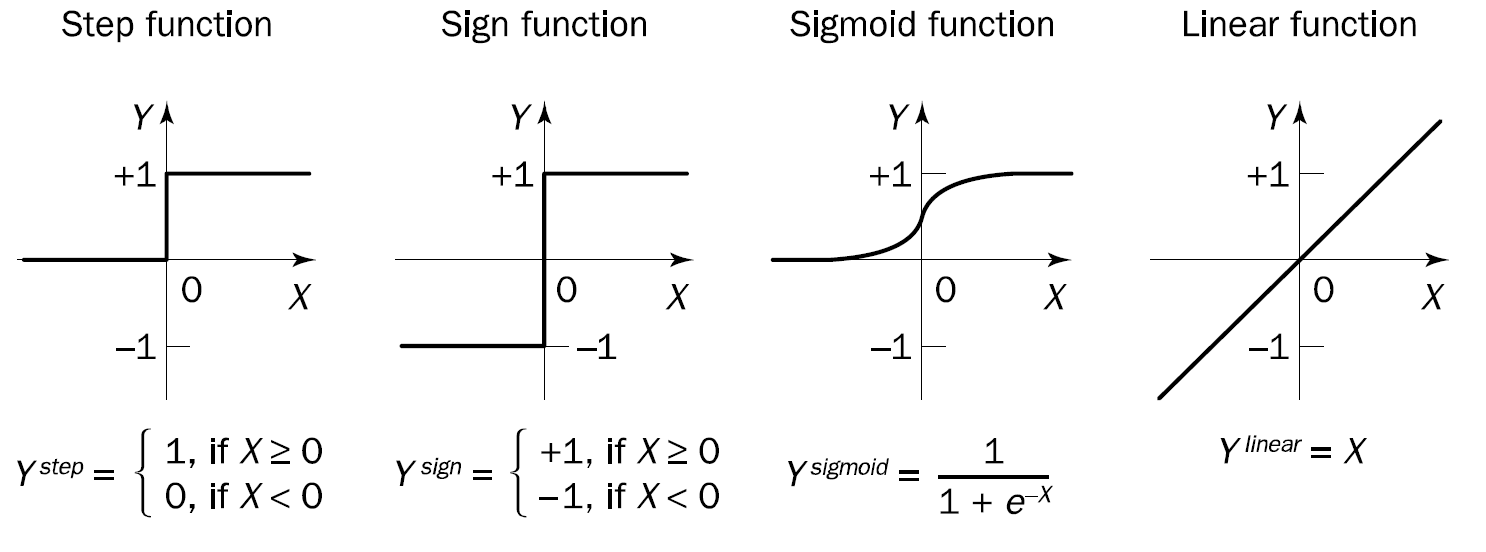 Step function
Sign function
Sigmoid function
Linear function
Y
+1
0
X
−1
Y
+1
0
X
−1
Y
+1
0
X
−1
Y
+1
0
X
−1
Y step = { 1, if X ≥ 0
0, if X < 0
Y sign = { +1, if X ≥ 0
−1, if X < 0
Y sigmoid = 1
1 + e−X
Y linear = X